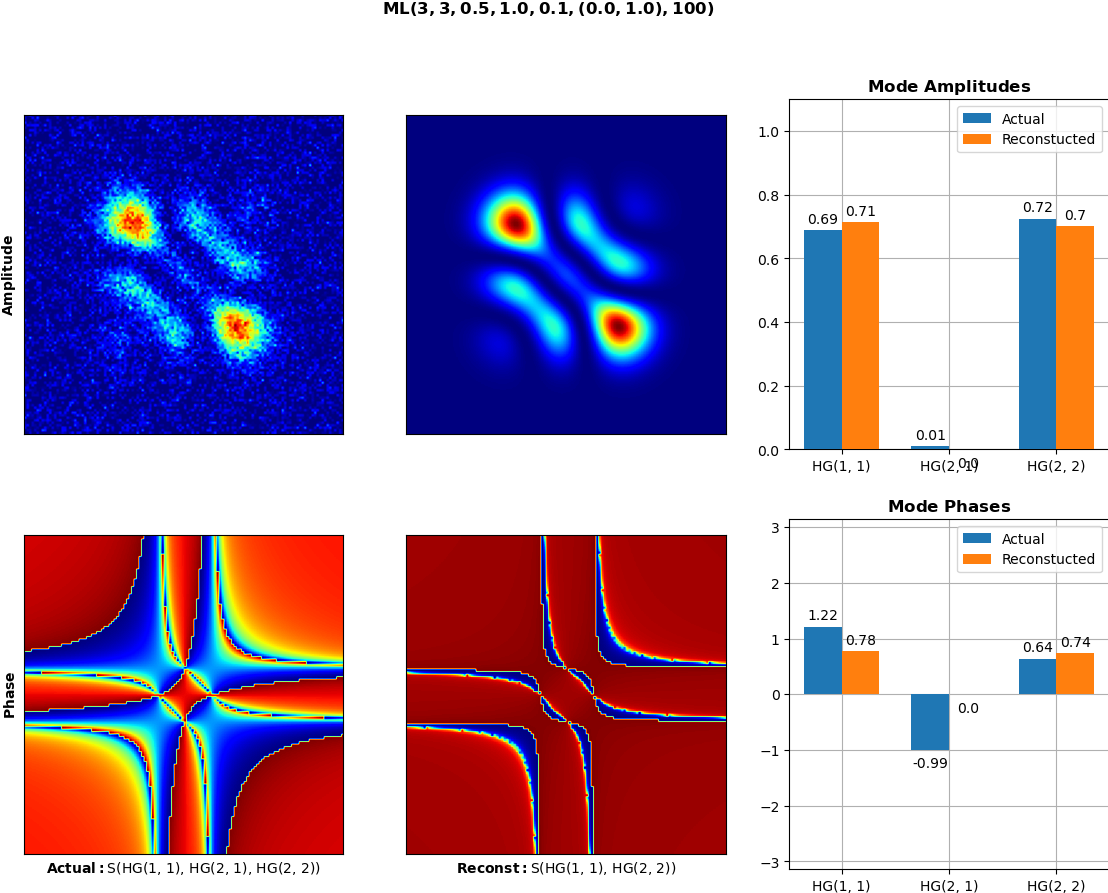 ML(3, 3, 0.5, 1.0, 0.1, (0.0, 1.0), 100)
Amplitude
Mode Amplitudes
Actual
Reconstucted
1.0
0.8
0.6
0.4
0.2
0.0
0.69
0.71
0.01
0.0
0.72
0.7
HG(1, 1)
HG(2, 1)
HG(2, 2)
Phase
Actual: S(HG(1, 1), HG(2, 1), HG(2, 2))
Reconst: S(HG(1, 1), HG(2, 2))
Mode Phases
Actual
Reconstucted
3
2
1
0
−1
−2
−3
1.22
0.78
-0.99
0.0
0.64
0.74
HG(1, 1)
HG(2, 1)
HG(2, 2)